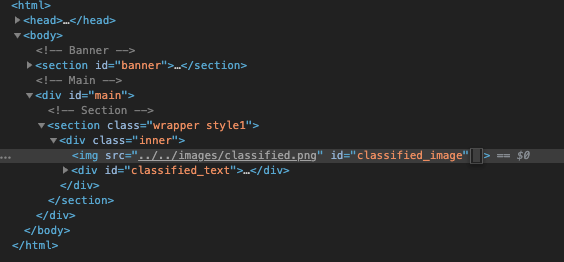 <html>
▶<head>…</head>
▼<body>
<!-- Banner -->
▶<section id="banner">…</section>
<!-- Main -->
▼<div id="main">
<!-- Section -->
▼<section class="wrapper style1">
▼<div class="inner">
…<img src="../../images/classified.png" id="classified_image" > == $0
▶<div id="classified_text">…</div>
</div>
</section>
</div>
</body>
</html>